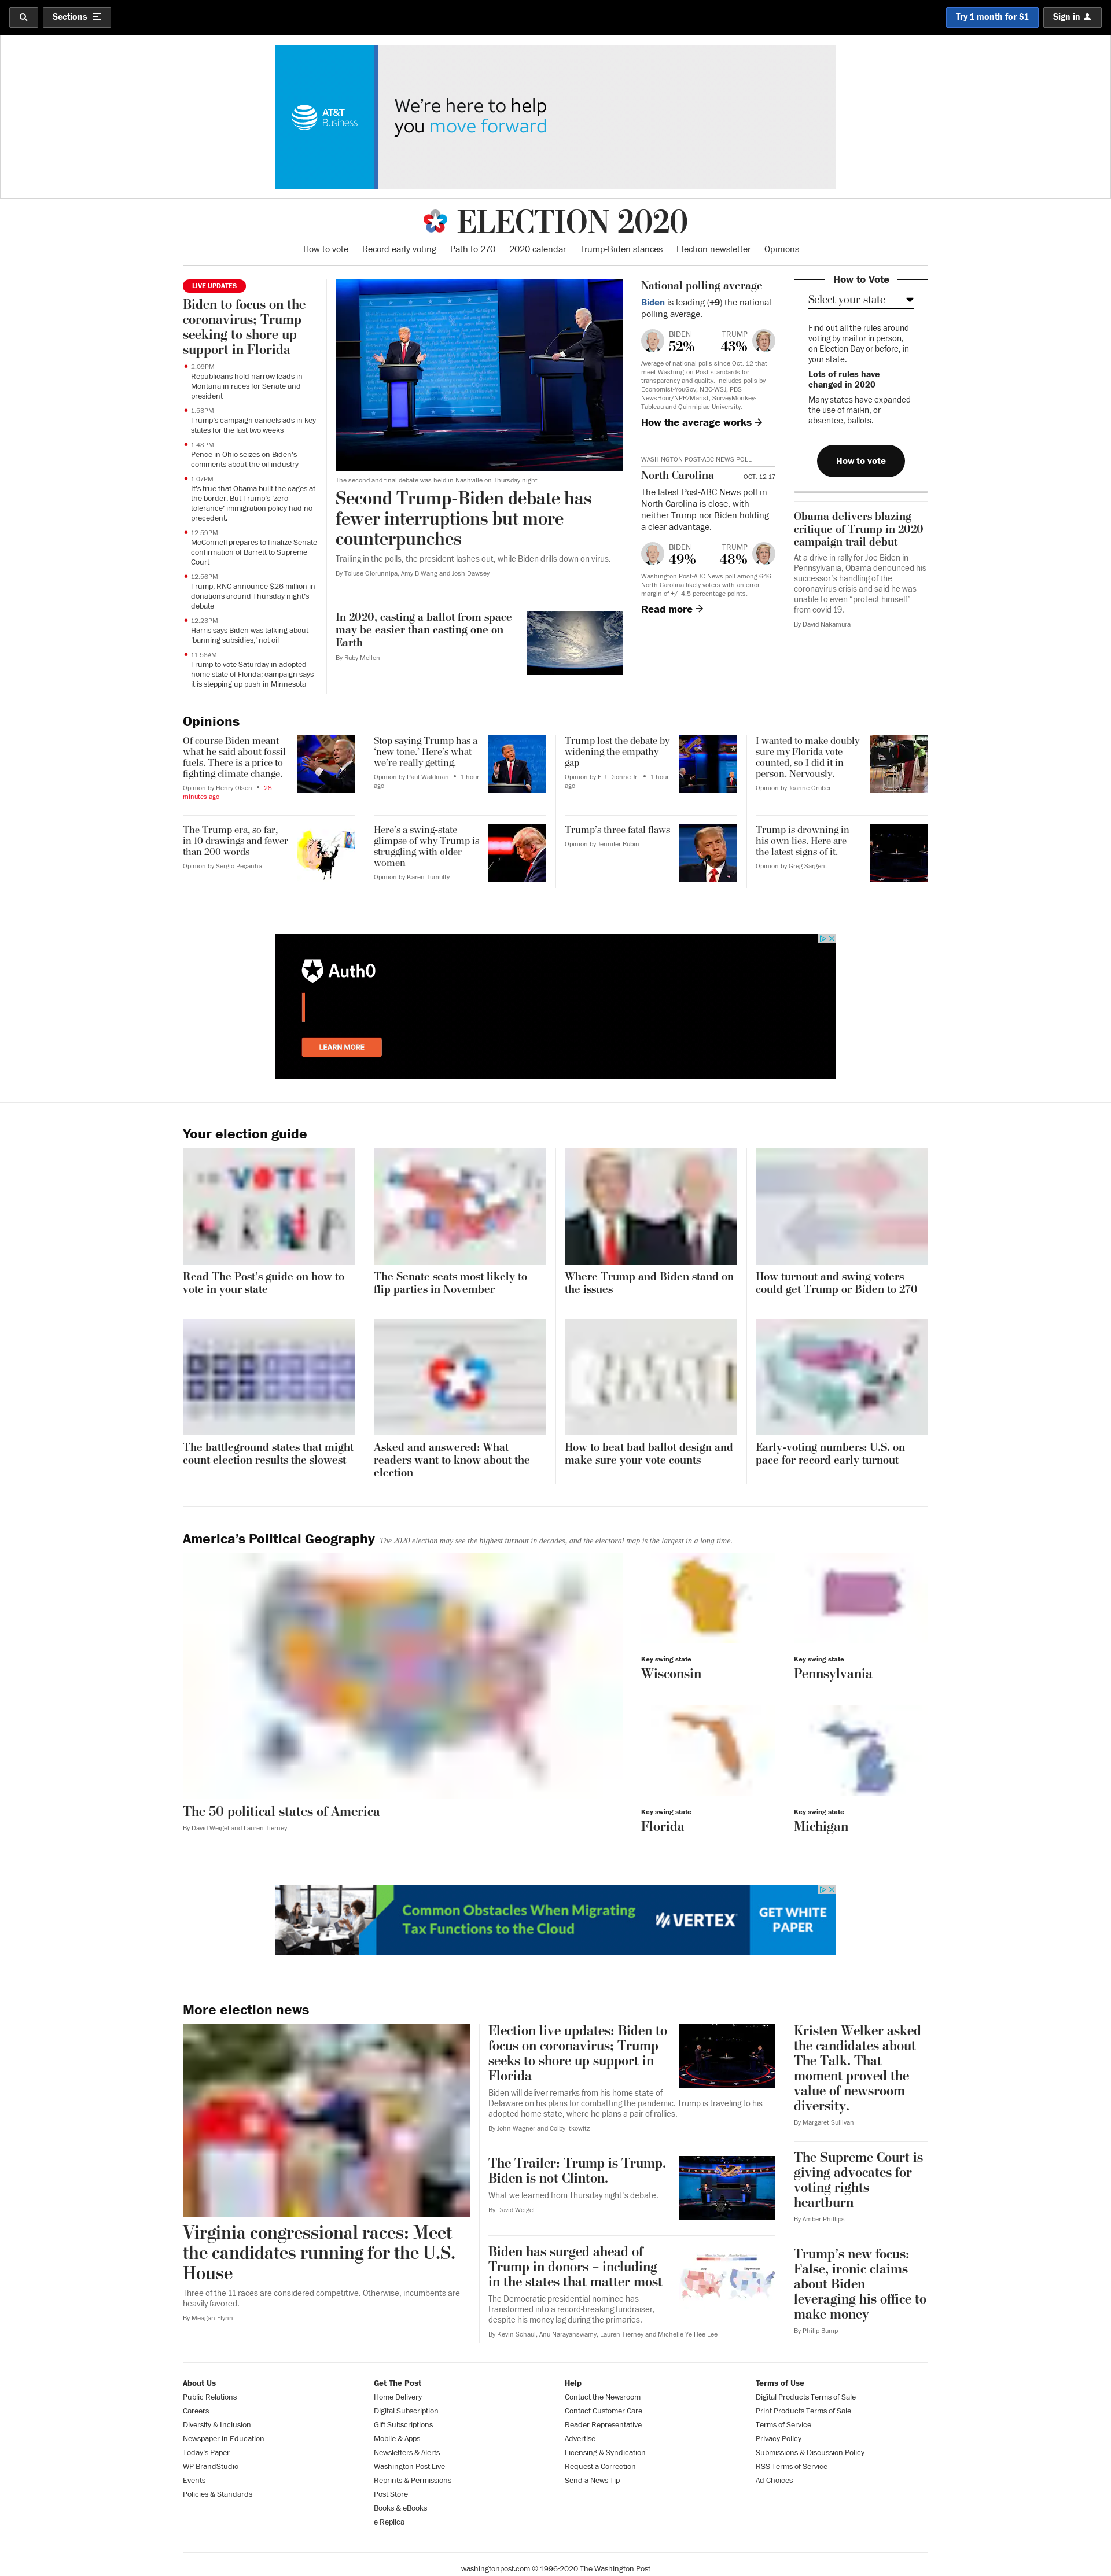 Sections
Try 1 month for $1
Sign in
AT&T
Business
We're here to help
you move forward
ELECTION 2020
How to vote
Record early voting
Path to 270
2020 calendar
Trump-Biden stances
Election newsletter
Opinions
LIVE UPDATES
Biden to focus on the
coronavirus; Trump
seeking to shore up
support in Florida
2:09PM
Republicans hold narrow leads in
Montana in races for Senate and
president
1:53PM
Trump's campaign cancels ads in key
states for the last two weeks
1:48PM
Pence in Ohio seizes on Biden's
comments about the oil industry
1:07PM
It's true that Obama built the cages at
the border. But Trump's 'zero
tolerance' immigration policy had no
precedent.
12:59PM
McConnell prepares to finalize Senate
confirmation of Barrett to Supreme
Court
12:56PM
Trump, RNC announce $26 million in
donations around Thursday night's
debate
12:23PM
Harris says Biden was talking about
'banning subsidies,' not oil
11:58AM
Trump to vote Saturday in adopted
home state of Florida; campaign says
it is stepping up push in Minnesota
The second and final debate was held in Nashville on Thursday night.
Second Trump-Biden debate has
fewer interruptions but more
counterpunches
Trailing in the polls, the president lashes out, while Biden drills down on virus.
By Toluse Olorunnipa, Amy B Wang and Josh Dawsey
In 2020, casting a ballot from space
may be easier than casting one on
Earth
By Ruby Mellen
National polling average
Biden is leading (+9) the national
polling average.
BIDEN
52%
TRUMP
43%
Average of national polls since Oct. 12 that
meet Washington Post standards for
transparency and quality. Includes polls by
Economist-YouGov, NBC-WSJ, PBS
NewsHour/NPR/Marist, SurveyMonkey-
Tableau and Quinnipiac University.
How the average works →
WASHINGTON POST-ABC NEWS POLL
North Carolina
OCT. 12-17
The latest Post-ABC News poll in
North Carolina is close, with
neither Trump nor Biden holding
a clear advantage.
BIDEN
49%
TRUMP
48%
Washington Post-ABC News poll among 646
North Carolina likely voters with an error
margin of +/- 4.5 percentage points.
Read more →
How to Vote
Select your state
Find out all the rules around
voting by mail or in person,
on Election Day or before, in
your state.
Lots of rules have
changed in 2020
Many states have expanded
the use of mail-in, or
absentee, ballots.
How to vote
Obama delivers blazing
critique of Trump in 2020
campaign trail debut
At a drive-in rally for Joe Biden in
Pennsylvania, Obama denounced his
successor's handling of the
coronavirus crisis and said he was
unable to even "protect himself"
from covid-19.
By David Nakamura
Opinions
Of course Biden meant
what he said about fossil
fuels. There is a price to
fighting climate change.
Opinion by Henry Olsen • 28
minutes ago
Stop saying Trump has a
'new tone.' Here's what
we're really getting.
Opinion by Paul Waldman • 1 hour
ago
Trump lost the debate by
widening the empathy
gap
Opinion by E.J. Dionne Jr. • 1 hour
ago
I wanted to make doubly
sure my Florida vote
counted, so I did it in
person. Nervously.
Opinion by Joanne Gruber
The Trump era, so far,
in 10 drawings and fewer
than 200 words
Opinion by Sergio Peçanha
Here's a swing-state
glimpse of why Trump is
struggling with older
women
Opinion by Karen Tumulty
Trump's three fatal flaws
Opinion by Jennifer Rubin
Trump is drowning in
his own lies. Here are
the latest signs of it.
Opinion by Greg Sargent
Auth0
LEARN MORE
Your election guide
VOTE
Read The Post's guide on how to
vote in your state
The Senate seats most likely to
flip parties in November
Where Trump and Biden stand on
the issues
How turnout and swing voters
could get Trump or Biden to 270
The battleground states that might
count election results the slowest
Asked and answered: What
readers want to know about the
election
How to beat bad ballot design and
make sure your vote counts
Early-voting numbers: U.S. on
pace for record early turnout
America's Political Geography The 2020 election may see the highest turnout in decades, and the electoral map is the largest in a long time.
The 50 political states of America
By David Weigel and Lauren Tierney
Key swing state
Wisconsin
Key swing state
Pennsylvania
Key swing state
Florida
Key swing state
Michigan
Common Obstacles When Migrating
Tax Functions to the Cloud
VERTEX
GET WHITE
PAPER
More election news
Virginia congressional races: Meet
the candidates running for the U.S.
House
Three of the 11 races are considered competitive. Otherwise, incumbents are
heavily favored.
By Meagan Flynn
Election live updates: Biden to
focus on coronavirus; Trump
seeks to shore up support in
Florida
Biden will deliver remarks from his home state of
Delaware on his plans for combatting the pandemic. Trump is traveling to his
adopted home state, where he plans a pair of rallies.
By John Wagner and Colby Itkowitz
The Trailer: Trump is Trump.
Biden is not Clinton.
What we learned from Thursday night's debate.
By David Weigel
Biden has surged ahead of
Trump in donors – including
in the states that matter most
The Democratic presidential nominee has
transformed into a record-breaking fundraiser,
despite his money lag during the primaries.
By Kevin Schaul, Anu Narayanswamy, Lauren Tierney and Michelle Ye Hee Lee
Kristen Welker asked
the candidates about
The Talk. That
moment proved the
value of newsroom
diversity.
By Margaret Sullivan
The Supreme Court is
giving advocates for
voting rights
heartburn
By Amber Phillips
Trump's new focus:
False, ironic claims
about Biden
leveraging his office to
make money
By Philip Bump
About Us
Public Relations
Careers
Diversity & Inclusion
Newspaper in Education
Today's Paper
WP BrandStudio
Events
Policies & Standards
Get The Post
Home Delivery
Digital Subscription
Gift Subscriptions
Mobile & Apps
Newsletters & Alerts
Washington Post Live
Reprints & Permissions
Post Store
Books & eBooks
e-Replica
Help
Contact the Newsroom
Contact Customer Care
Reader Representative
Advertise
Licensing & Syndication
Request a Correction
Send a News Tip
Terms of Use
Digital Products Terms of Sale
Print Products Terms of Sale
Terms of Service
Privacy Policy
Submissions & Discussion Policy
RSS Terms of Service
Ad Choices
washingtonpost.com © 1996-2020 The Washington Post